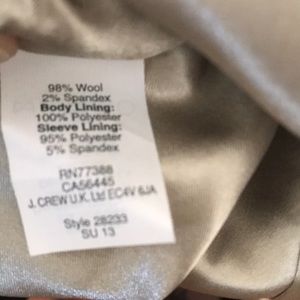 98% Wool
2% Spandex
Body Lining:
100% Polyester
Sleeve Lining:
95% Polyester
5% Spandex
RN77388
CA56445
J. CREW U.K. Ltd EC4V 6JA
Style 28233
SU 13